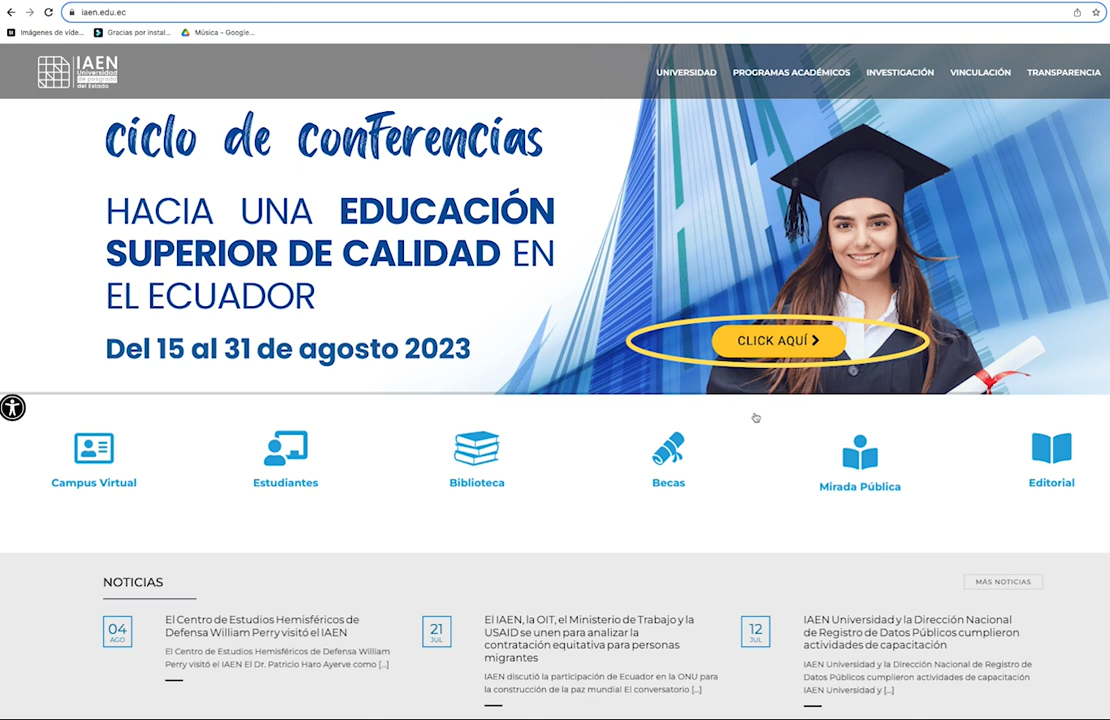 iaen.edu.ec
Imágenes de víde...
Gracias por instal...
Música - Google...
IAEN
Universidad
de posgrado
del Estado
UNIVERSIDAD
PROGRAMAS ACADÉMICOS
INVESTIGACIÓN
VINCULACIÓN
TRANSPARENCIA
ciclo de conferencias
HACIA UNA EDUCACIÓN
SUPERIOR DE CALIDAD EN
EL ECUADOR
Del 15 al 31 de agosto 2023
CLICK AQUÍ
Campus Virtual
Estudiantes
Biblioteca
Becas
Mirada Pública
Editorial
NOTICIAS
MÁS NOTICIAS
04
AGO
El Centro de Estudios Hemisféricos de
Defensa William Perry visitó el IAEN
El Centro de Estudios Hemisféricos de Defensa William
Perry visitó el IAEN El Dr. Patricio Haro Ayerve como [...]
21
JUL
El IAEN, la OIT, el Ministerio de Trabajo y la
USAID se unen para analizar la
contratación equitativa para personas
migrantes
IAEN discutió la participación de Ecuador en la ONU para
la construcción de la paz mundial El conversatorio [...]
12
JUL
IAEN Universidad y la Dirección Nacional
de Registro de Datos Públicos cumplieron
actividades de capacitación
IAEN Universidad y la Dirección Nacional de Registro de
Datos Públicos cumplieron actividades de capacitación
IAEN Universidad y [...]